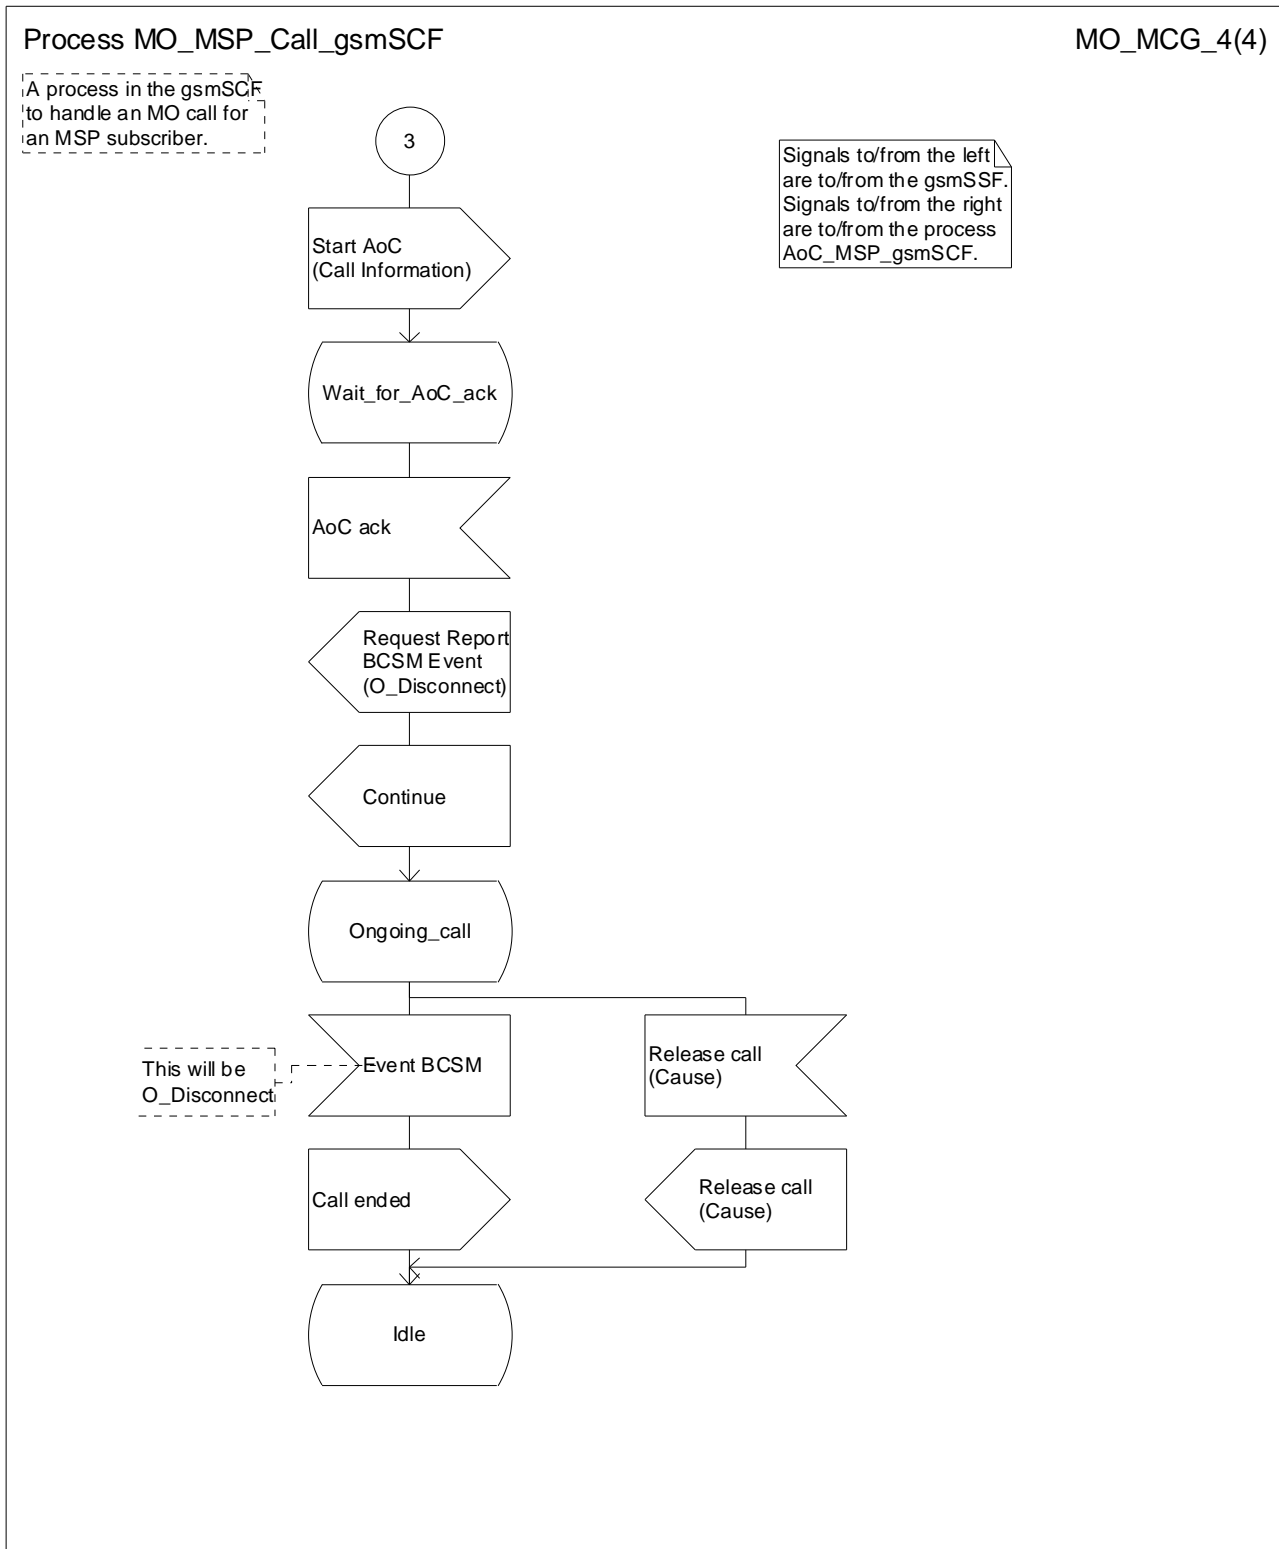 Process MO_MSP_Call_gsmSCF
MO_MCG_4(4)
A process in the gsmSCF
to handle an MO call for
an MSP subscriber.
3
Signals to/from the left
are to/from the gsmSSF.
Signals to/from the right
are to/from the process
AoC_MSP_gsmSCF.
Start AoC
(Call Information)
Wait_for_AoC_ack
AoC ack
Request Report
BCSM Event
(O_Disconnect)
Continue
Ongoing_call
This will be
O_Disconnect
Event BCSM
Release call
(Cause)
Call ended
Release call
(Cause)
Idle